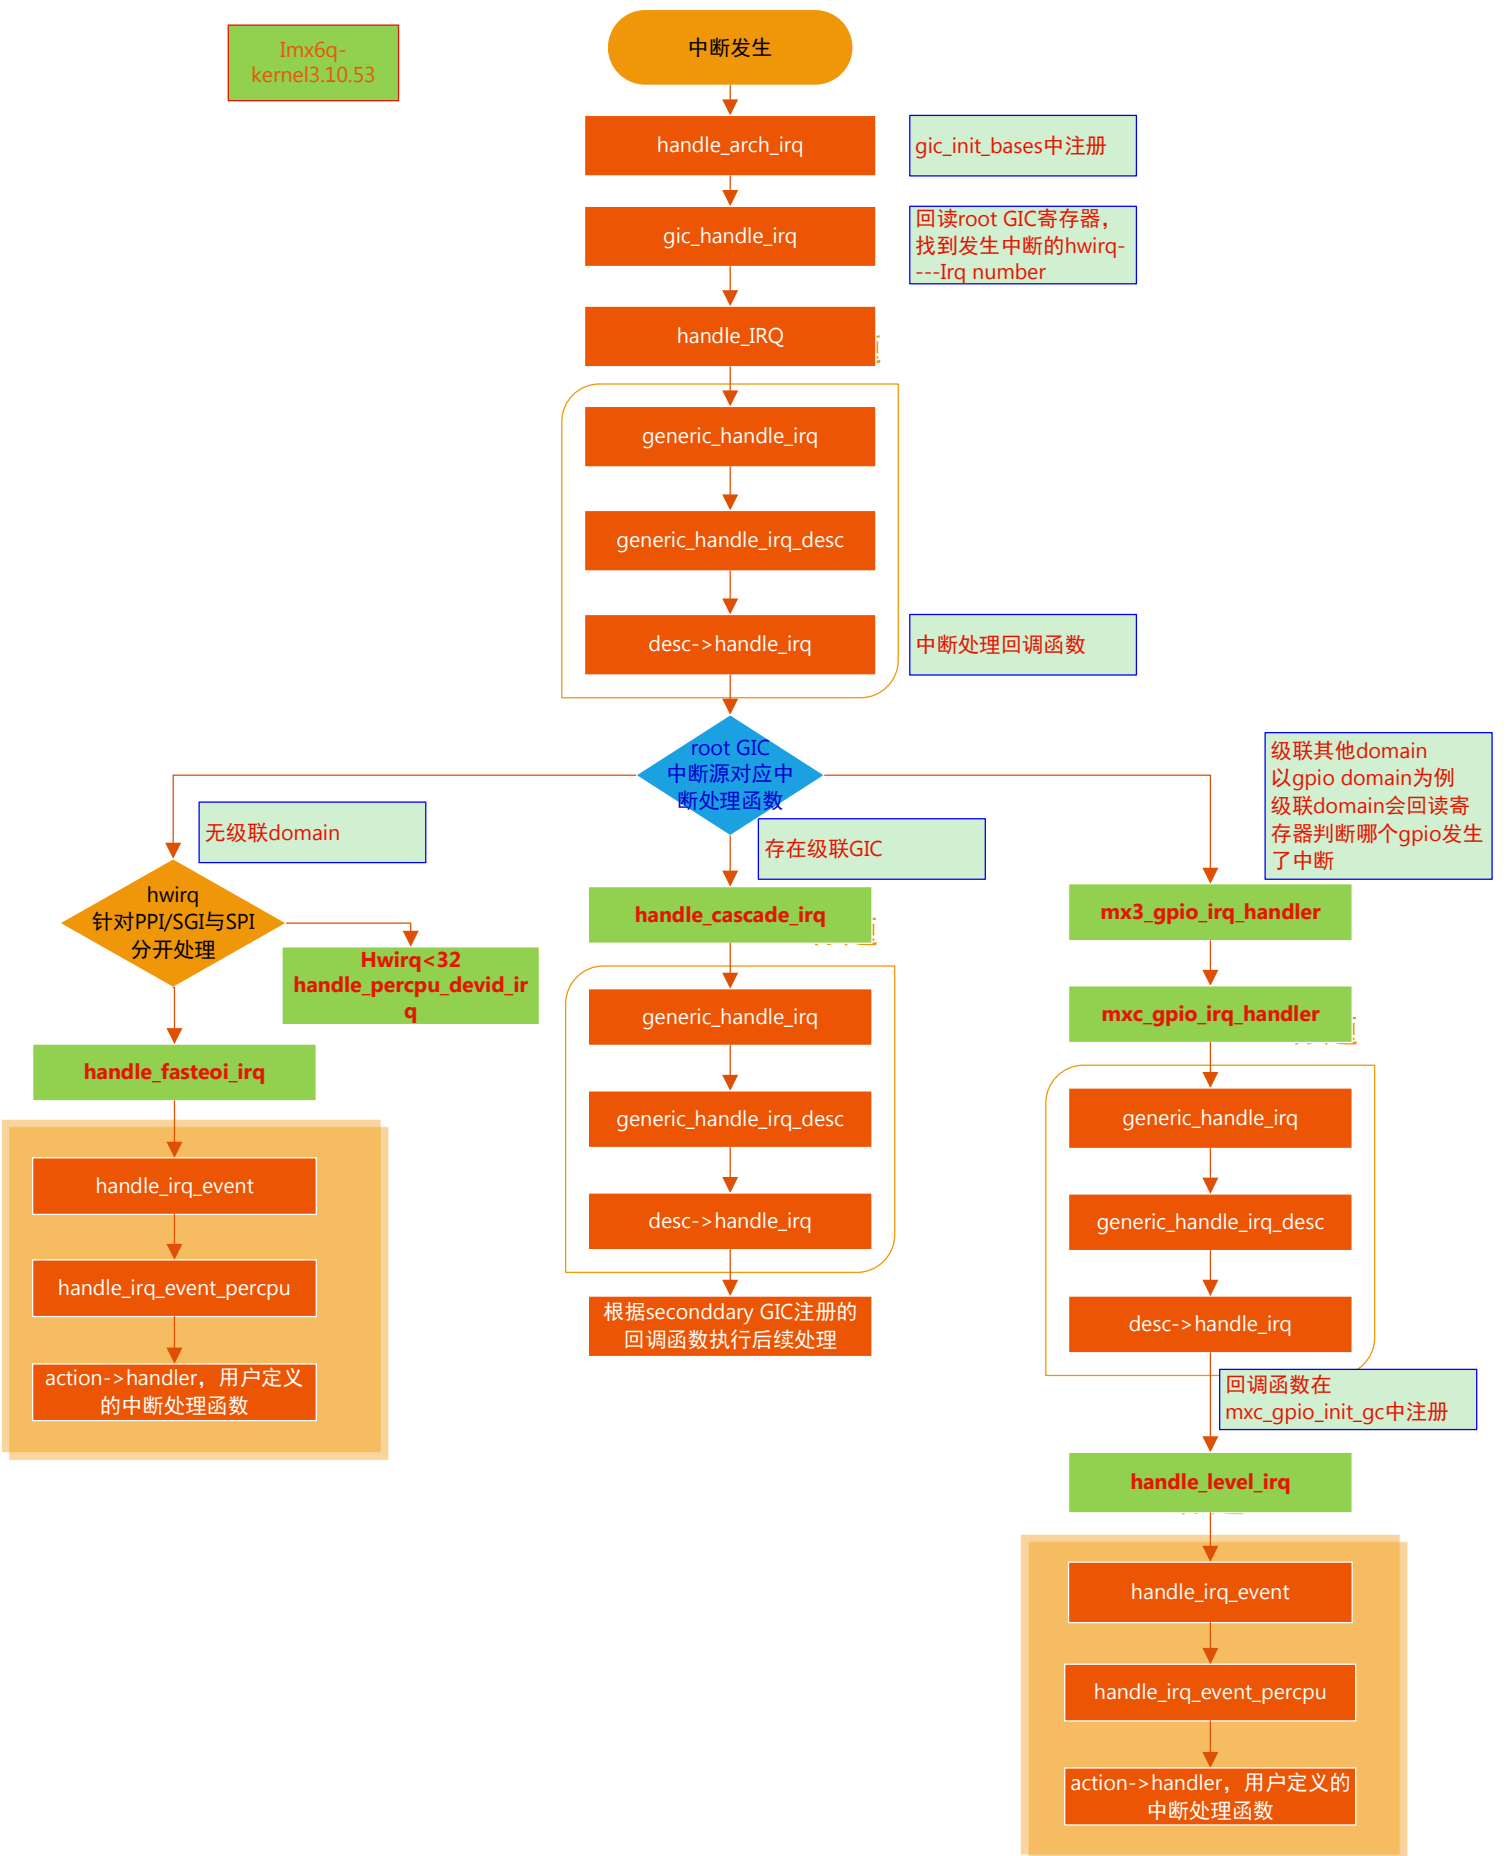 Imx6q-
kernel3.10.53
中断发生
handle_arch_irq
gic_init_bases中注册
gic_handle_irq
回读root GIC寄存器，
找到发生中断的hwirq-
---Irq number
handle_IRQ
generic_handle_irq
generic_handle_irq_desc
desc->handle_irq
中断处理回调函数
root GIC
中断源对应中
断处理函数
级联其他domain
以gpio domain为例
级联domain会回读寄
存器判断哪个gpio发生
了中断
无级联domain
存在级联GIC
hwirq
针对PPI/SGI与SPI
分开处理
Hwirq<32
handle_percpu_devid_ir
q
handle_fasteoi_irq
handle_irq_event
handle_irq_event_percpu
action->handler，用户定义
的中断处理函数
handle_cascade_irq
generic_handle_irq
generic_handle_irq_desc
desc->handle_irq
根据seconddary GIC注册的
回调函数执行后续处理
mx3_gpio_irq_handler
mxc_gpio_irq_handler
generic_handle_irq
generic_handle_irq_desc
desc->handle_irq
回调函数在
mxc_gpio_init_gc中注册
handle_level_irq
handle_irq_event
handle_irq_event_percpu
action->handler，用户定义的
中断处理函数